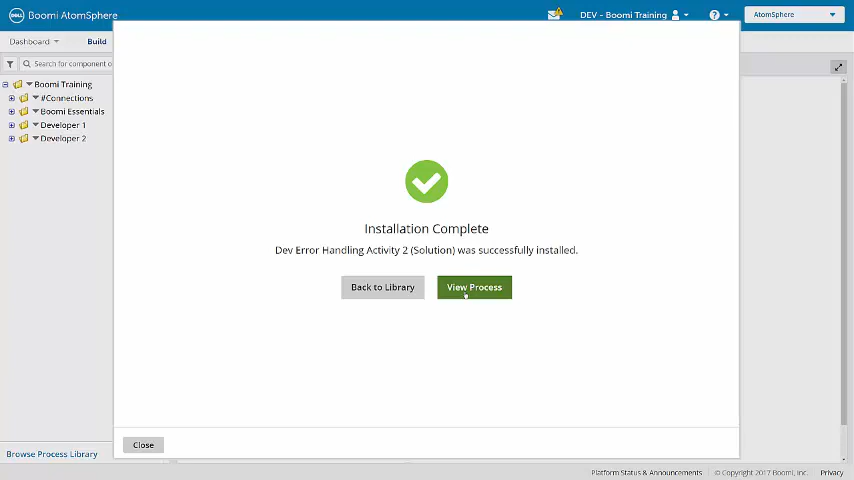 DELL Boomi AtomSphere
DEV - Boomi Training
AtomSphere
Dashboard
Build
Search for component o
Boomi Training
#Connections
Boomi Essentials
Developer 1
Developer 2
Installation Complete
Dev Error Handling Activity 2 (Solution) was successfully installed.
Back to Library
View Process
Close
Browse Process Library
Platform Status & Announcements
© Copyright 2017 Boomi, Inc.
Privacy